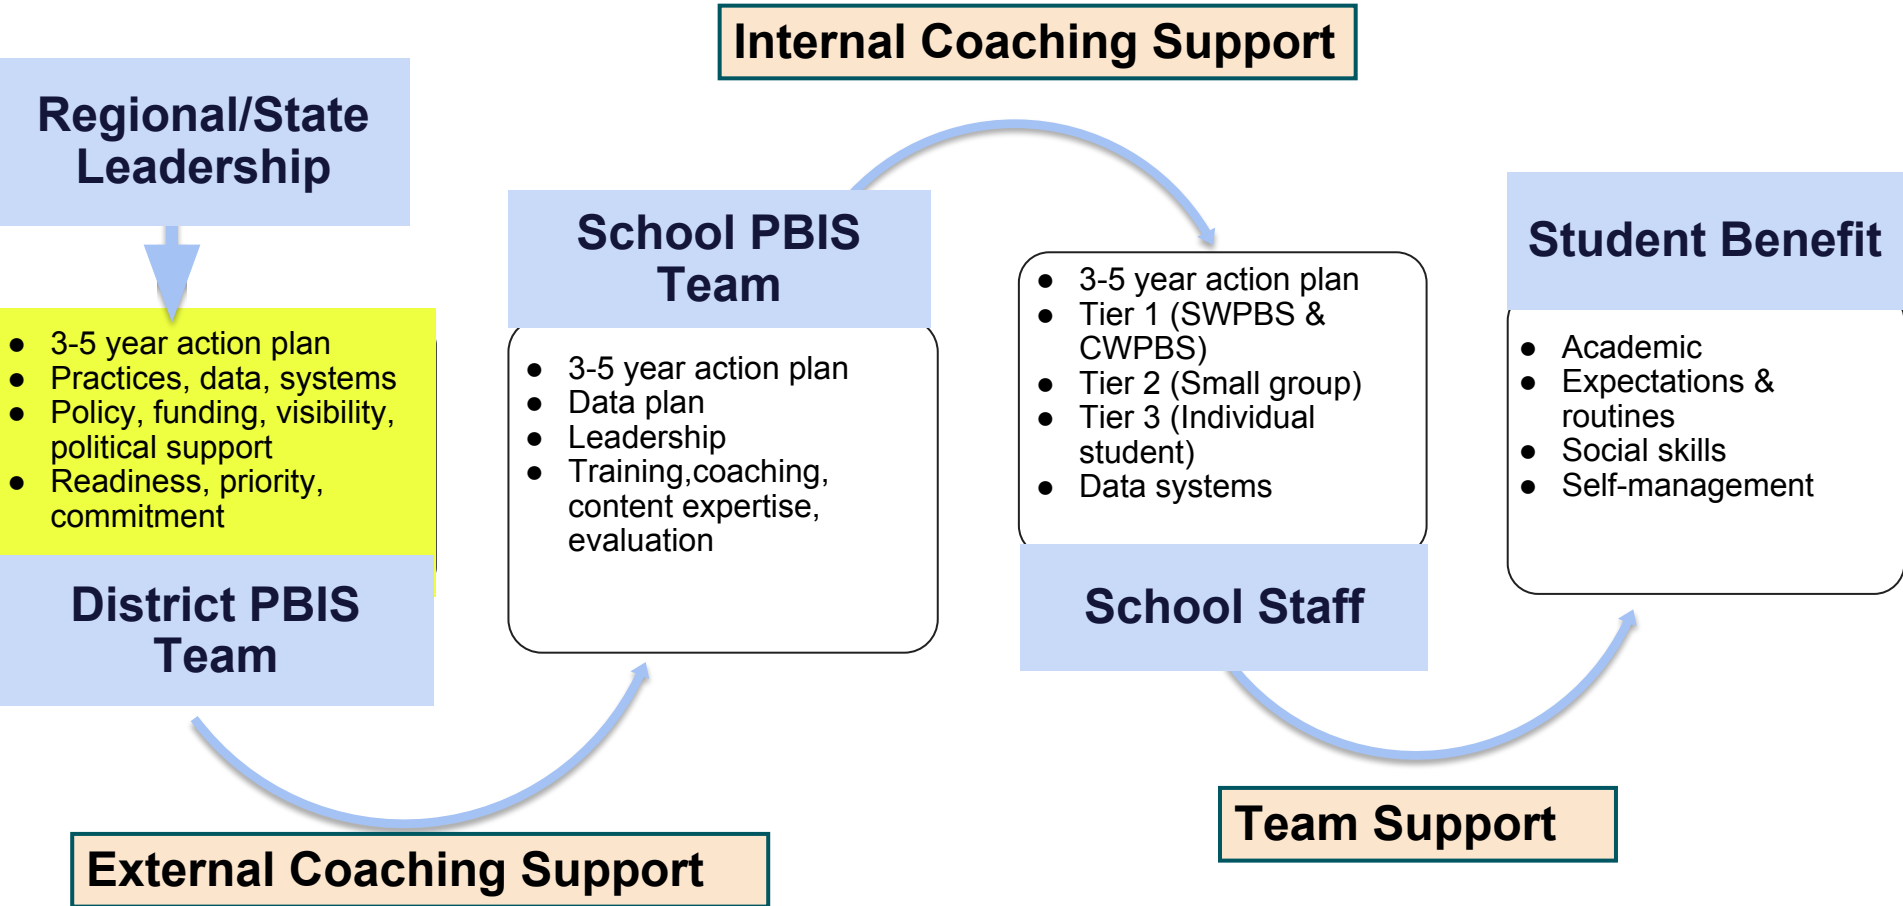 Internal Coaching Support
Regional/State
Leadership
● 3-5 year action plan
● Practices, data, systems
● Policy, funding, visibility,
political support
● Readiness, priority,
commitment
District PBIS
Team
External Coaching Support
School PBIS
Team
● 3-5 year action plan
● Data plan
● Leadership
● Training,coaching,
content expertise,
evaluation
● 3-5 year action plan
● Tier 1 (SWPBS &
CWPBS)
● Tier 2 (Small group)
● Tier 3 (Individual
student)
● Data systems
School Staff
Team Support
Student Benefit
● Academic
● Expectations &
routines
● Social skills
● Self-management